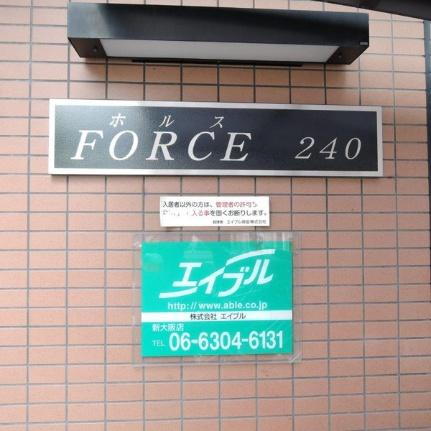 ホルス
FORCE 240
入居者以外の方は、管理者の許可
入る事を固くお断りします。
エイブル
http://www.able.co.jp
株式会社 エイブル
新大阪店
TEL 06-6304-6131